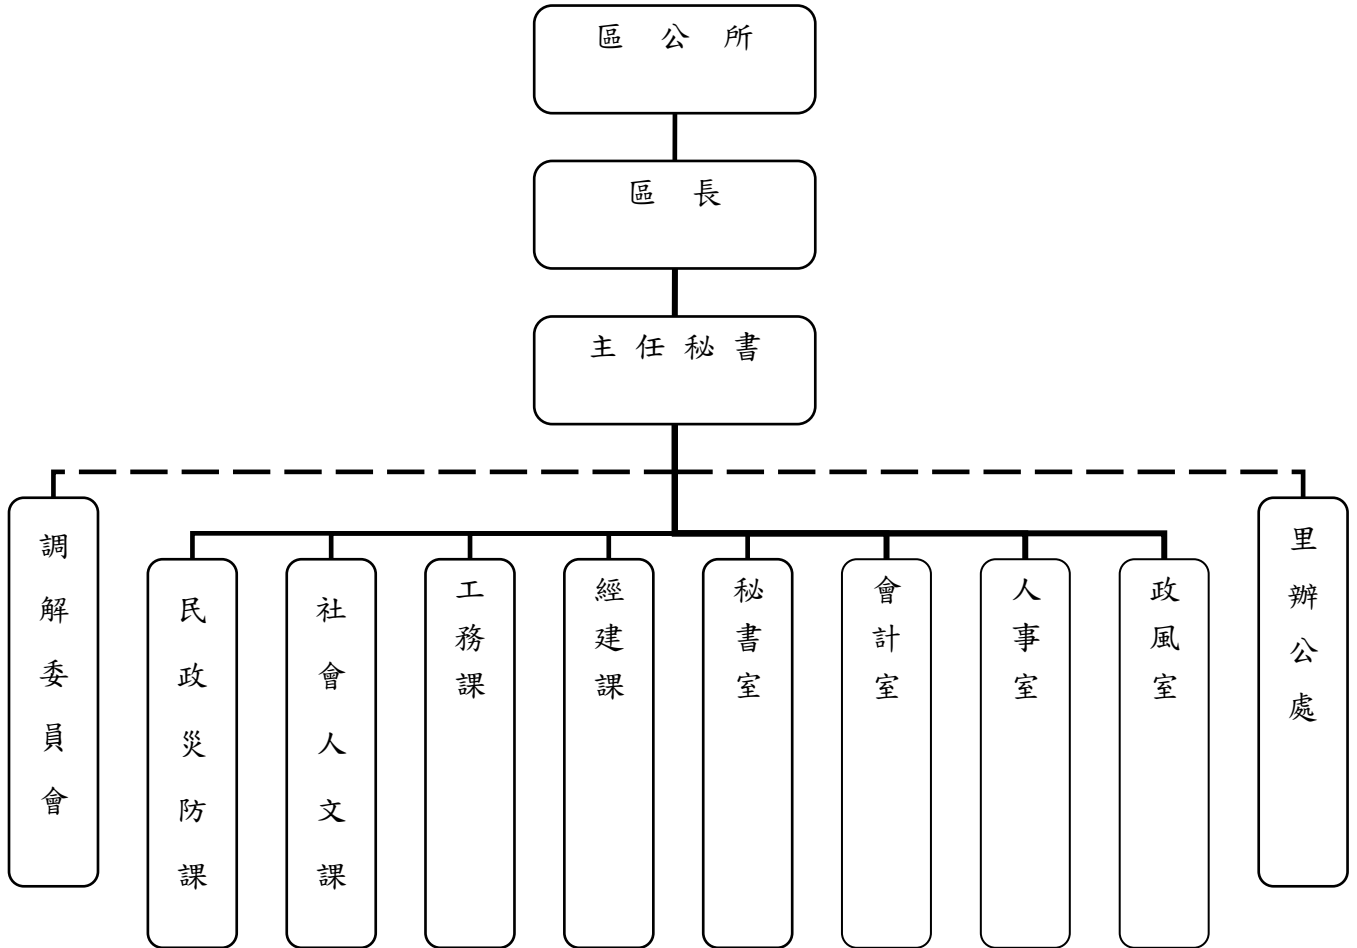 區公所
區長
主任秘書
調解委員會
民政災防課
社會人文課
工務課
經建課
秘書室
會計室
人事室
政風室
里辦公處